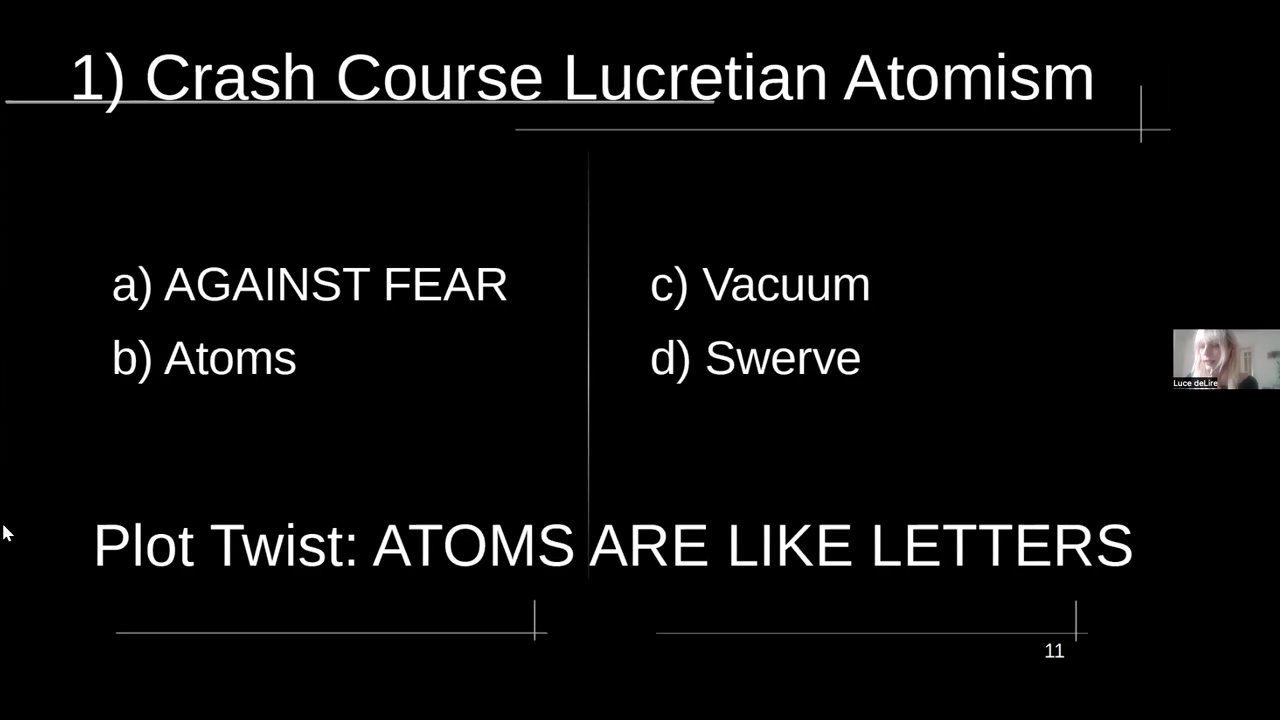 1) Crash Course Lucretian Atomism
a) AGAINST FEAR
b) Atoms
c) Vacuum
d) Swerve
Luce deLire
Plot Twist: ATOMS ARE LIKE LETTERS
11